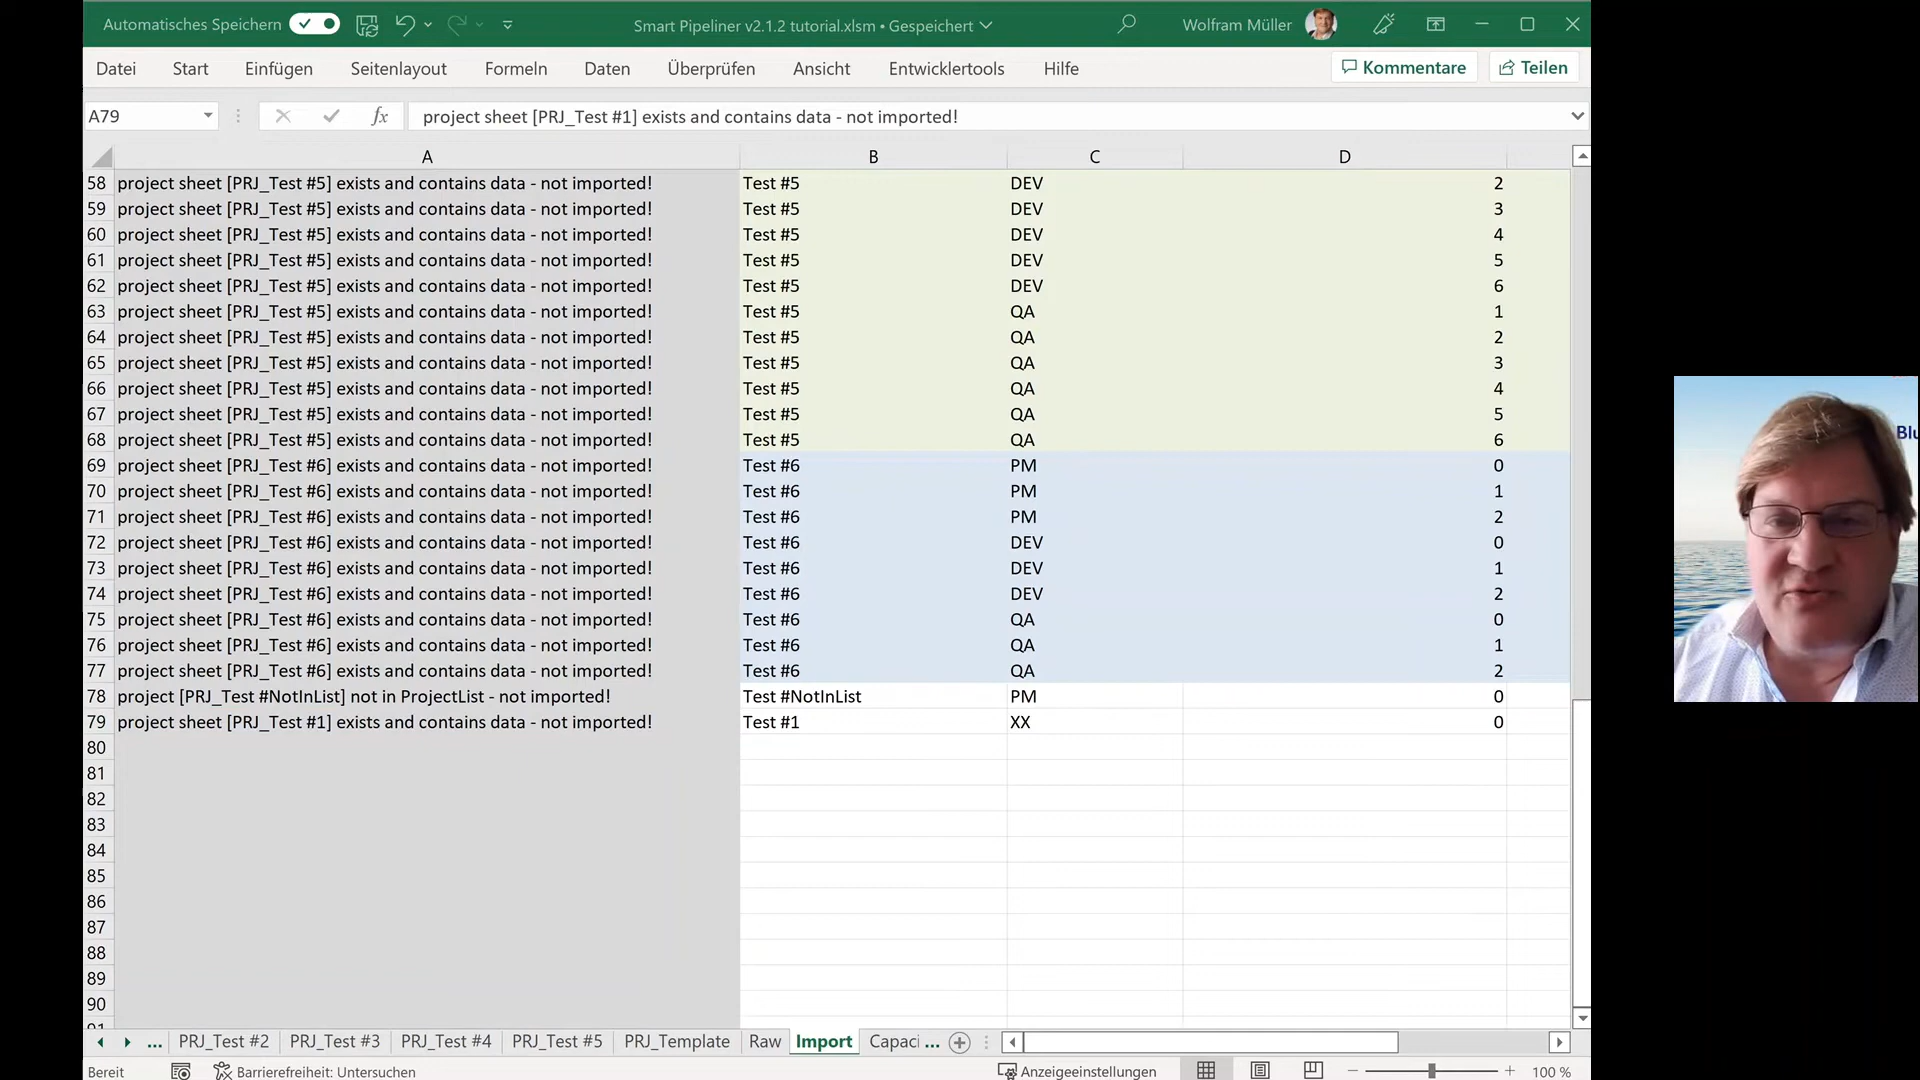 Automatisches Speichern
Smart Pipeliner v2.1.2 tutorial.xlsm • Gespeichert
Wolfram Müller
Datei Start Einfügen Seitenlayout Formeln Daten Überprüfen Ansicht Entwicklertools Hilfe Kommentare Teilen
A79 fx project sheet [PRJ_Test #1] exists and contains data - not imported!
A B C D
58 project sheet [PRJ_Test #5] exists and contains data - not imported! Test #5 DEV 2
59 project sheet [PRJ_Test #5] exists and contains data - not imported! Test #5 DEV 3
60 project sheet [PRJ_Test #5] exists and contains data - not imported! Test #5 DEV 4
61 project sheet [PRJ_Test #5] exists and contains data - not imported! Test #5 DEV 5
62 project sheet [PRJ_Test #5] exists and contains data - not imported! Test #5 DEV 6
63 project sheet [PRJ_Test #5] exists and contains data - not imported! Test #5 QA 1
64 project sheet [PRJ_Test #5] exists and contains data - not imported! Test #5 QA 2
65 project sheet [PRJ_Test #5] exists and contains data - not imported! Test #5 QA 3
66 project sheet [PRJ_Test #5] exists and contains data - not imported! Test #5 QA 4
67 project sheet [PRJ_Test #5] exists and contains data - not imported! Test #5 QA 5
68 project sheet [PRJ_Test #5] exists and contains data - not imported! Test #5 QA 6
69 project sheet [PRJ_Test #6] exists and contains data - not imported! Test #6 PM 0
70 project sheet [PRJ_Test #6] exists and contains data - not imported! Test #6 PM 1
71 project sheet [PRJ_Test #6] exists and contains data - not imported! Test #6 PM 2
72 project sheet [PRJ_Test #6] exists and contains data - not imported! Test #6 DEV 0
73 project sheet [PRJ_Test #6] exists and contains data - not imported! Test #6 DEV 1
74 project sheet [PRJ_Test #6] exists and contains data - not imported! Test #6 DEV 2
75 project sheet [PRJ_Test #6] exists and contains data - not imported! Test #6 QA 0
76 project sheet [PRJ_Test #6] exists and contains data - not imported! Test #6 QA 1
77 project sheet [PRJ_Test #6] exists and contains data - not imported! Test #6 QA 2
78 project [PRJ_Test #NotInList] not in ProjectList - not imported! Test #NotInList PM 0
79 project sheet [PRJ_Test #1] exists and contains data - not imported! Test #1 XX 0
80
81
82
83
84
85
86
87
88
89
90
... PRJ_Test #2 PRJ_Test #3 PRJ_Test #4 PRJ_Test #5 PRJ_Template Raw Import Capaci ...
Bereit Barrierefreiheit: Untersuchen Anzeigeeinstellungen 100 %